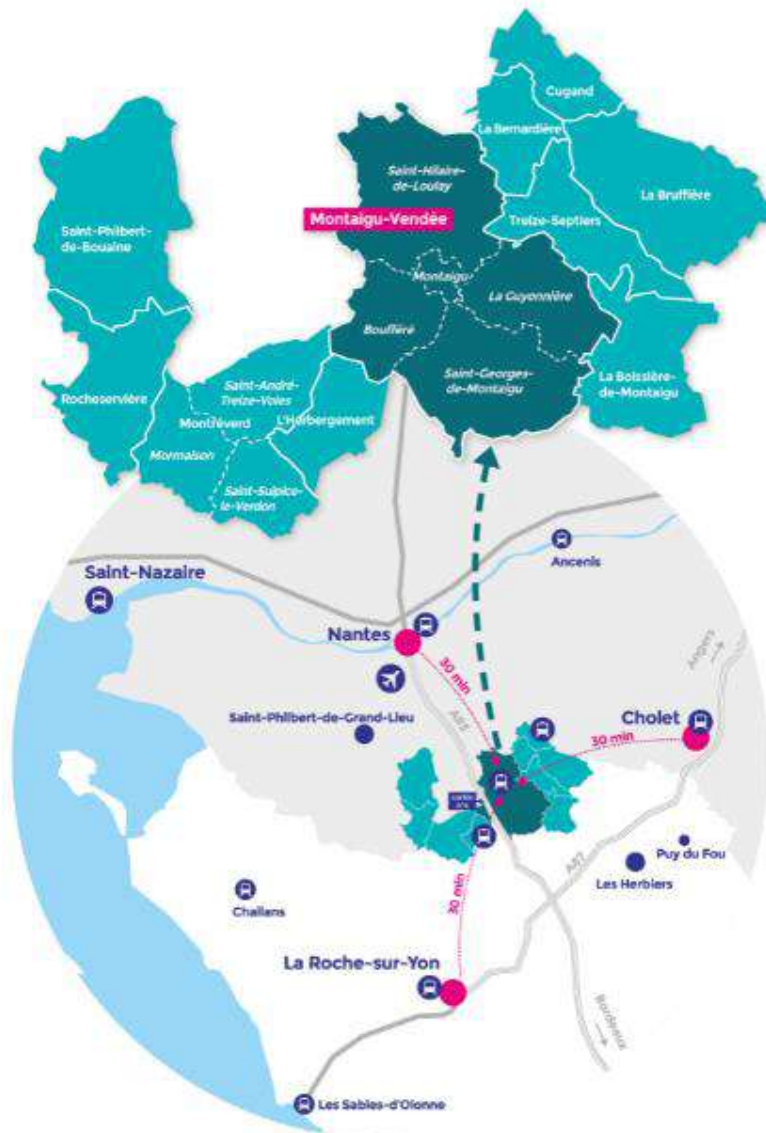 Cugand
La Bernardière
Saint-Hilaire-
de-Loulay
La Bruffière
Montaigu-Vendée
Treize-Septiers
Saint-Philbert-
de-Bouaine
Montaigu
La Guyonnière
Boufféré
Saint-Georges-
de-Montaigu
La Boissière-
de-Montaigu
Rocheservière
Saint-André-
Treize-Voies
L'Herbergement
Montréverd
Mormaison
Saint-Sulpice-
le-Verdon
Ancenis
Saint-Nazaire
Nantes
30 min
Angers
A83
Saint-Philbert-de-Grand-Lieu
Cholet
30 min
A87
Puy du Fou
Les Herbiers
Challans
30 min
La Roche-sur-Yon
Bordeaux
Les Sables-d'Olonne